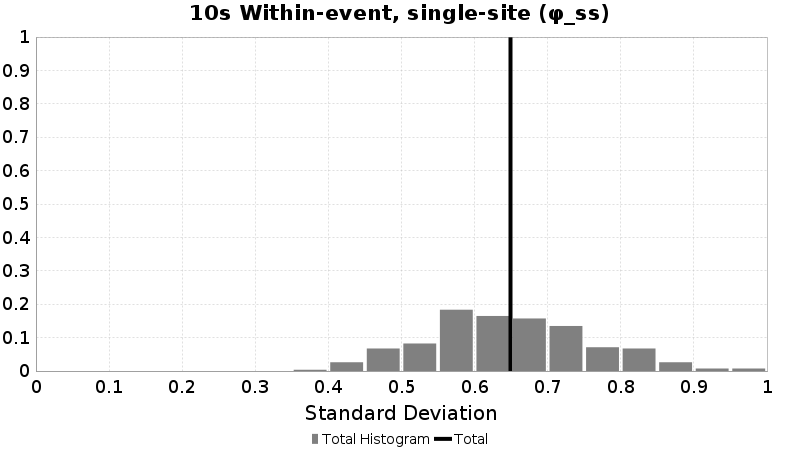 10s Within-event, single-site (φ_ss)
1
0.9
0.8
0.7
0.6
0.5
0.4
0.3
0.2
0.1
0
0 0.1 0.2 0.3 0.4 0.5 0.6 0.7 0.8 0.9 1
Standard Deviation
Total Histogram Total